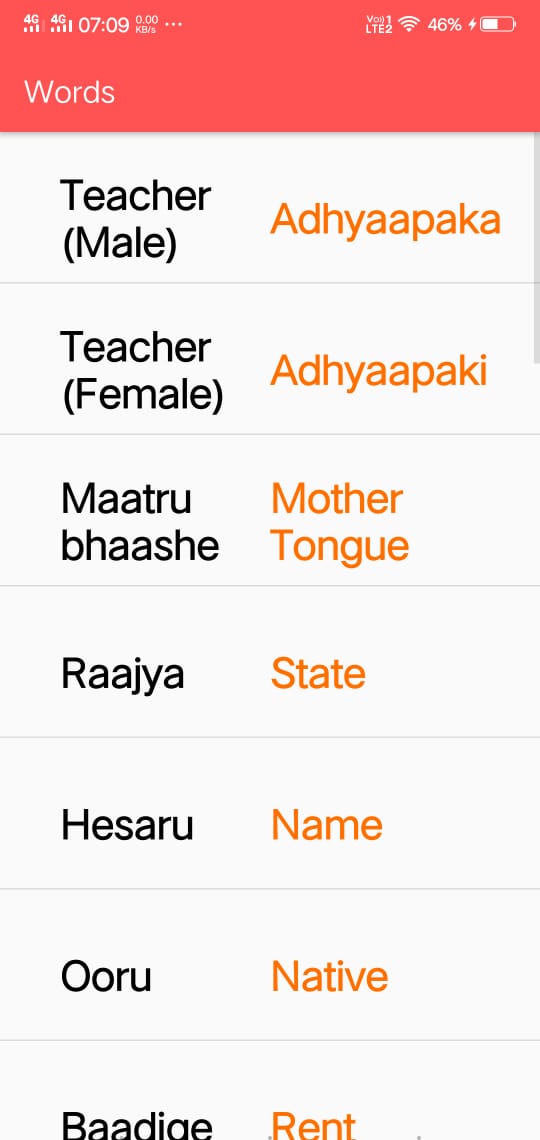 4G 4G 07:09 0.00 KB/s ... Vo)) 1 LTE2 46%
Words
Teacher (Male)
Adhyaapaka
Teacher (Female)
Adhyaapaki
Maatru bhaashe
Mother Tongue
Raajya
State
Hesaru
Name
Ooru
Native
Baadige
Rent